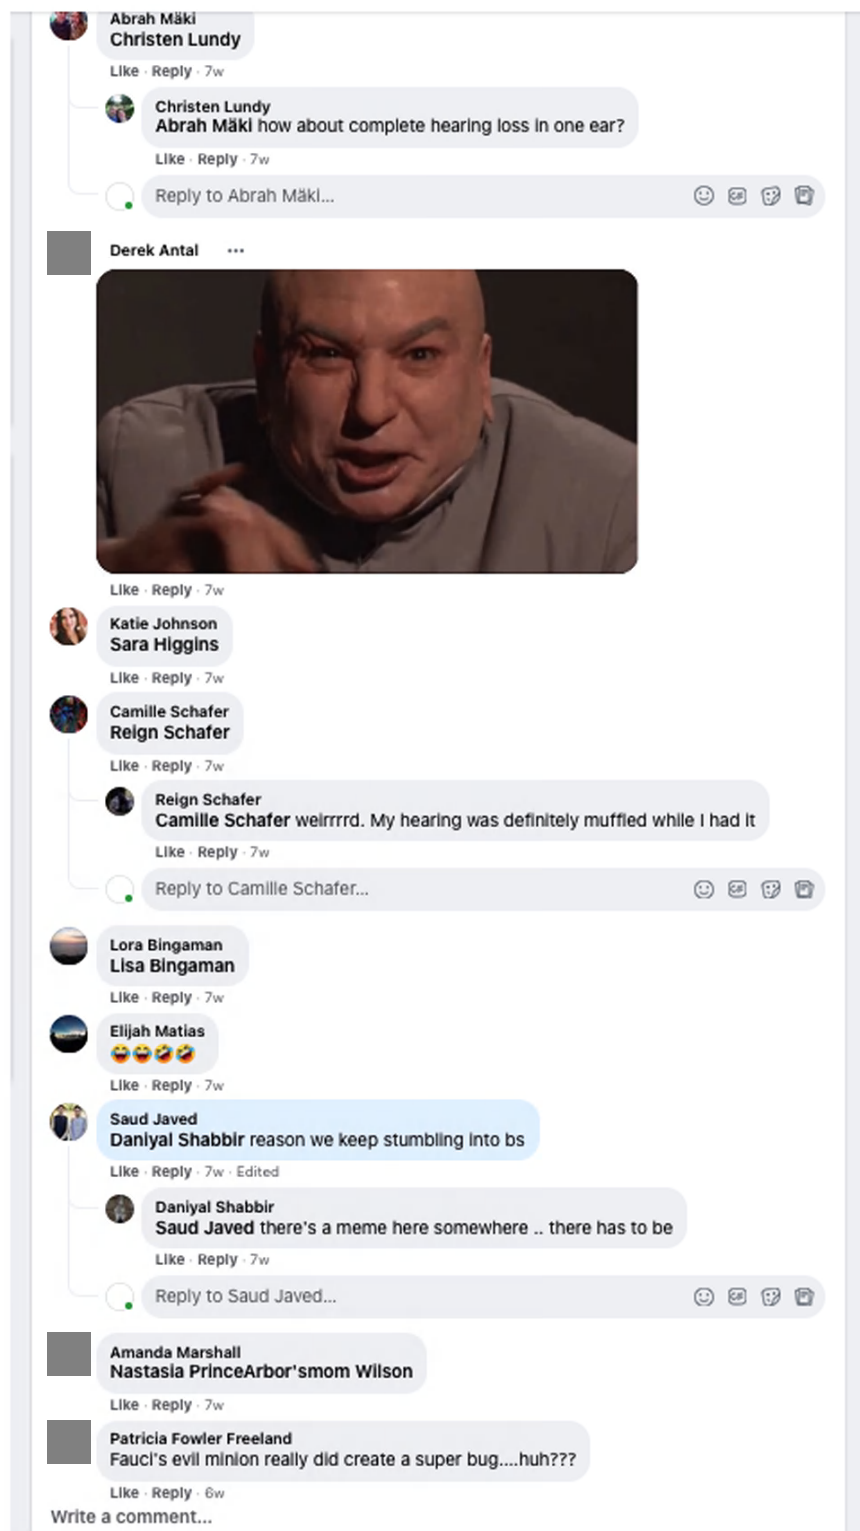 Abrah Mäki
Christen Lundy
Like · Reply · 7w
Christen Lundy
Abrah Mäki how about complete hearing loss in one ear?
Like · Reply · 7w
Reply to Abrah Mäki...
GIF
Derek Antal ...
Like · Reply · 7w
Katie Johnson
Sara Higgins
Like · Reply · 7w
Camille Schafer
Reign Schafer
Like · Reply · 7w
Reign Schafer
Camille Schafer weirrrrd. My hearing was definitely muffled while I had it
Like · Reply · 7w
Reply to Camille Schafer...
GIF
Lora Bingaman
Lisa Bingaman
Like · Reply · 7w
Elijah Matias
😂😂🤣🤣
Like · Reply · 7w
Saud Javed
Daniyal Shabbir reason we keep stumbling into bs
Like · Reply · 7w · Edited
Daniyal Shabbir
Saud Javed there's a meme here somewhere .. there has to be
Like · Reply · 7w
Reply to Saud Javed...
GIF
Amanda Marshall
Nastasia PrinceArbor'smom Wilson
Like · Reply · 7w
Patricia Fowler Freeland
Fauci's evil minion really did create a super bug....huh???
Like · Reply · 6w
Write a comment...